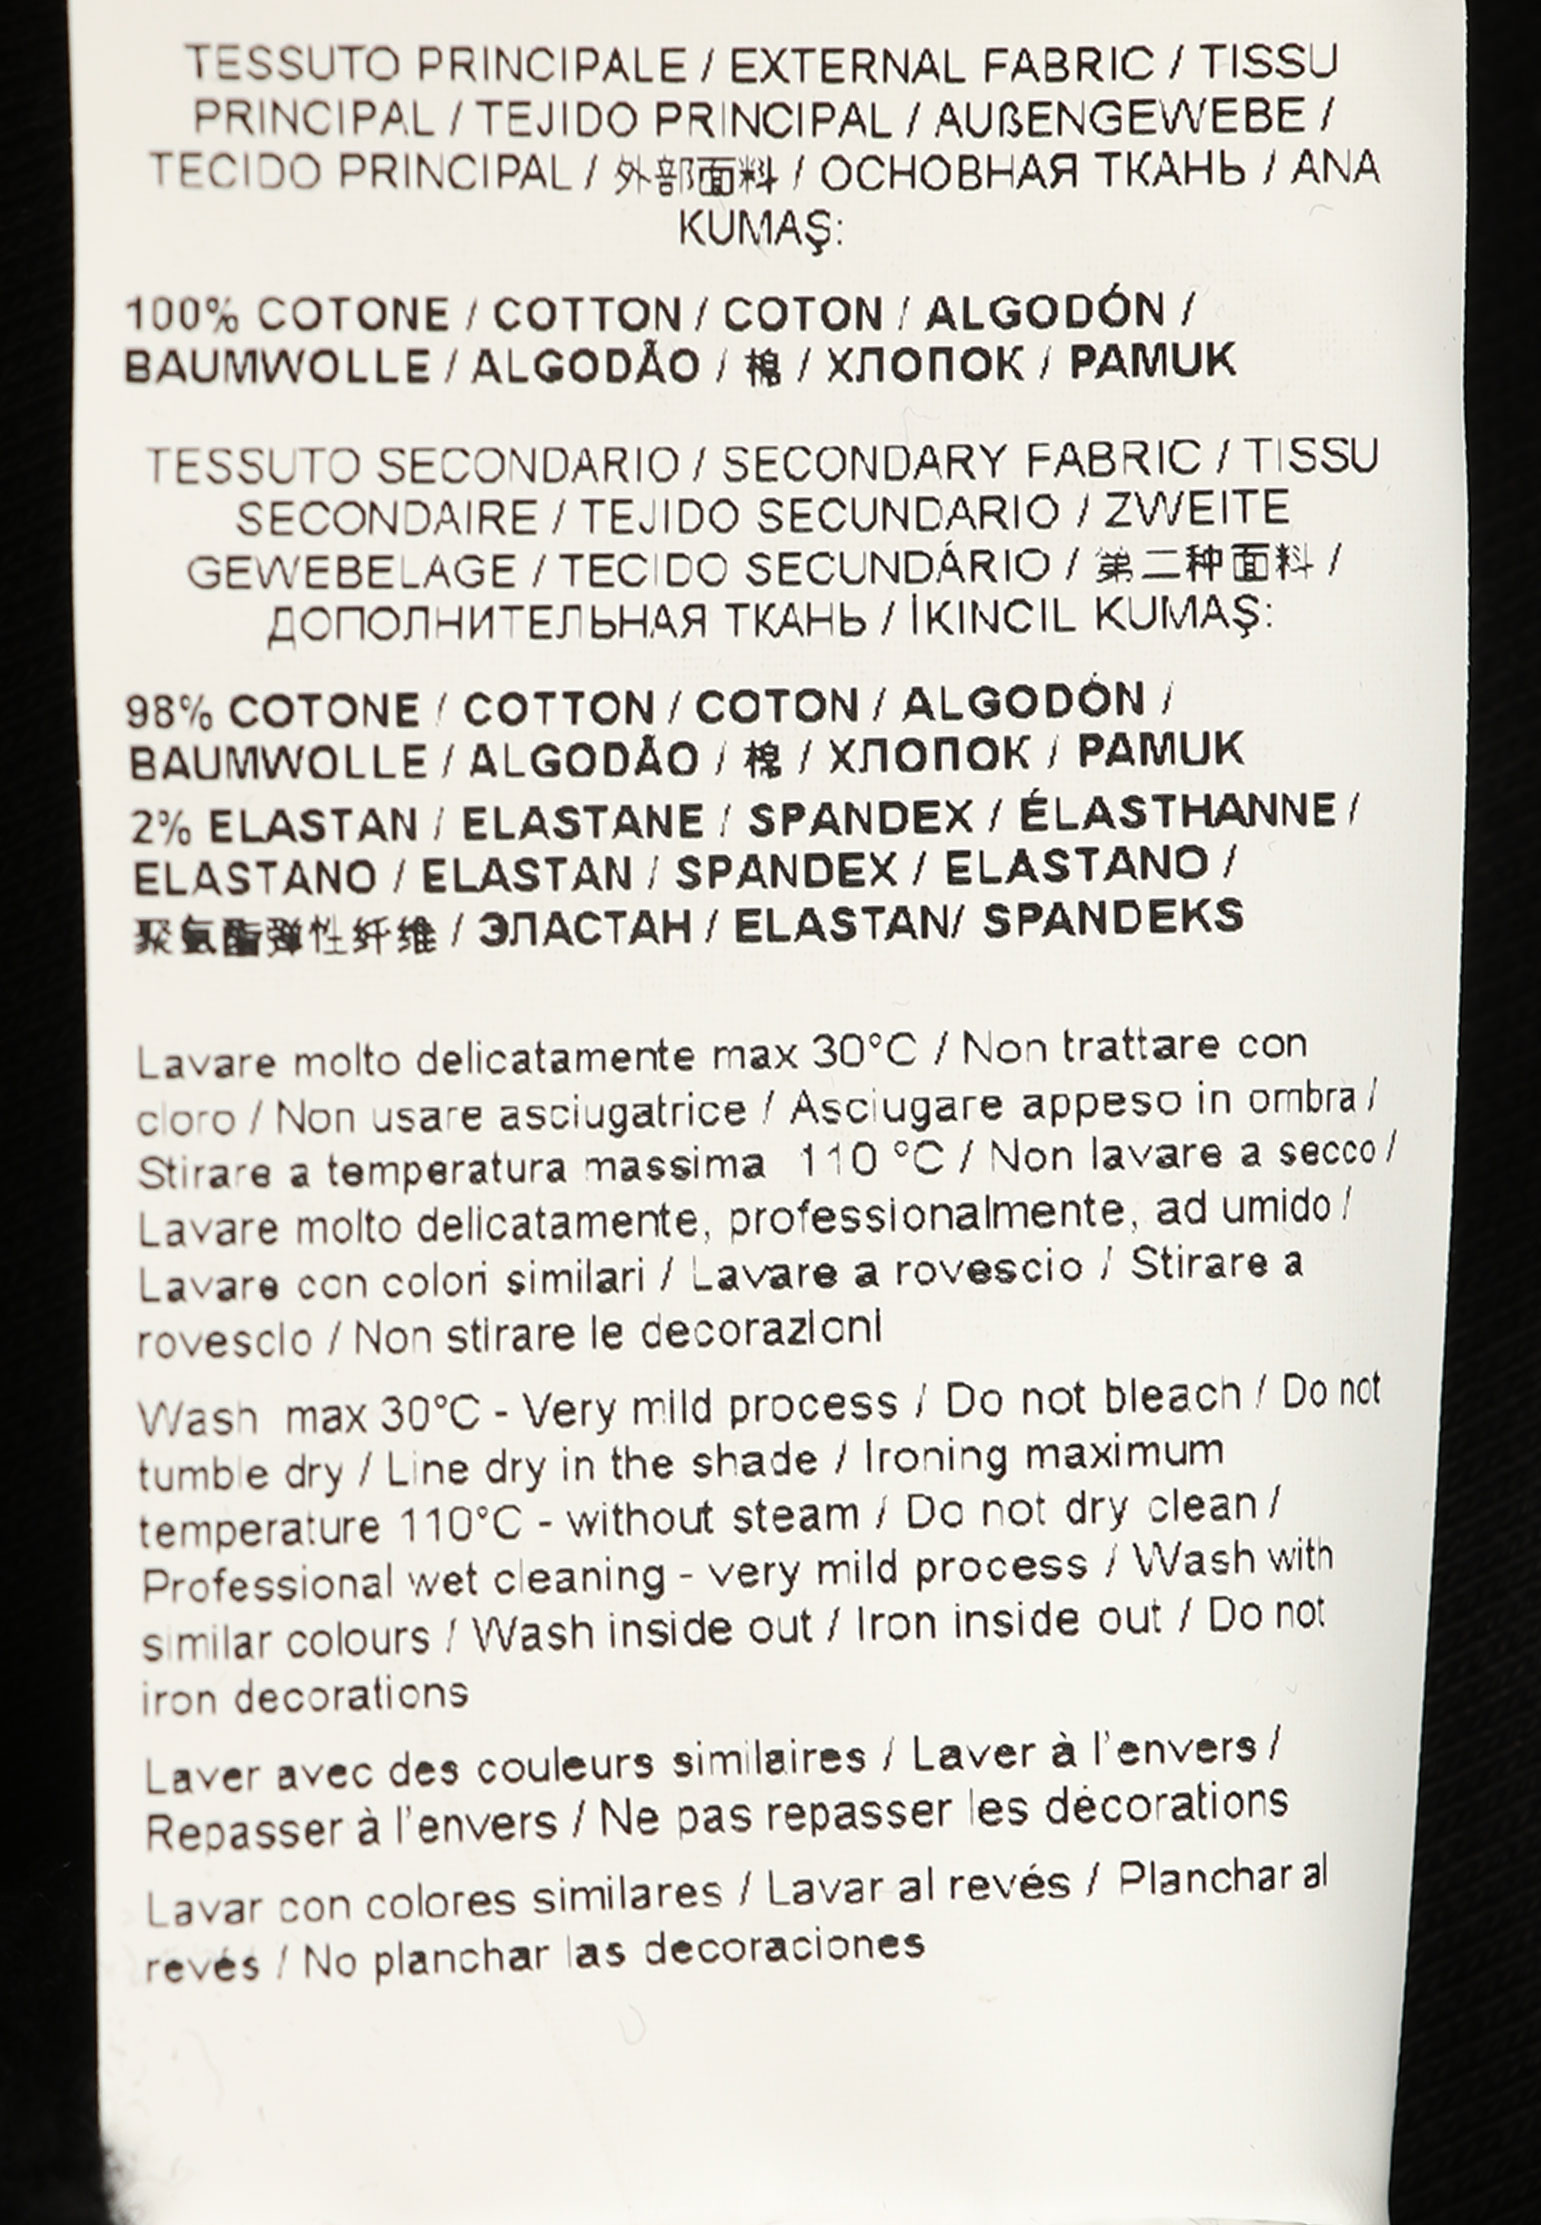 TESSUTO PRINCIPALE / EXTERNAL FABRIC / TISSU
PRINCIPAL / TEJIDO PRINCIPAL / AUßENGEWEBE /
TECIDO PRINCIPAL / 外部面料 / ОСНОВНАЯ ТКАНЬ / ANA
KUMAŞ:
100% COTONE / COTTON / COTON / ALGODÓN /
BAUMWOLLE / ALGODÃO / 棉 / ХЛОПОК / PAMUK
TESSUTO SECONDARIO / SECONDARY FABRIC / TISSU
SECONDAIRE / TEJIDO SECUNDARIO / ZWEITE
GEWEBELAGE / TECIDO SECUNDÁRIO / 第二种面料 /
ДОПОЛНИТЕЛЬНАЯ ТКАНЬ / İKINCIL KUMAŞ:
98% COTONE / COTTON / COTON / ALGODÓN /
BAUMWOLLE / ALGODÃO / 棉 / ХЛОПОК / PAMUK
2% ELASTAN / ELASTANE / SPANDEX / ÉLASTHANNE /
ELASTANO / ELASTAN / SPANDEX / ELASTANO /
聚氨酯弹性纤维 / ЭЛАСТАН / ELASTAN/ SPANDEKS
Lavare molto delicatamente max 30°C / Non trattare con
cloro / Non usare asciugatrice / Asciugare appeso in ombra /
Stirare a temperatura massima 110 °C / Non lavare a secco /
Lavare molto delicatamente, professionalmente, ad umido /
Lavare con colori similari / Lavare a rovescio / Stirare a
rovescio / Non stirare le decorazioni
Wash max 30°C - Very mild process / Do not bleach / Do not
tumble dry / Line dry in the shade / Ironing maximum
temperature 110°C - without steam / Do not dry clean /
Professional wet cleaning - very mild process / Wash with
similar colours / Wash inside out / Iron inside out / Do not
iron decorations
Laver avec des couleurs similaires / Laver à l'envers /
Repasser à l'envers / Ne pas repasser les décorations
Lavar con colores similares / Lavar al revés / Planchar al
revés / No planchar las decoraciones